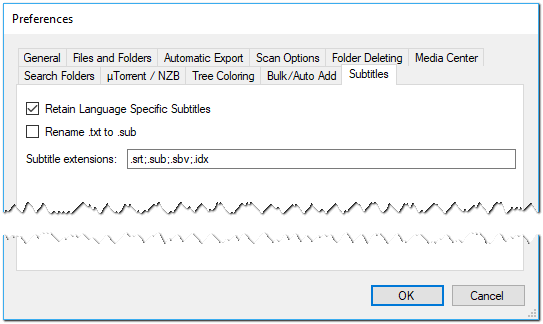 Preferences
General Files and Folders Automatic Export Scan Options Folder Deleting Media Center
Search Folders µTorrent / NZB Tree Coloring Bulk/Auto Add Subtitles
Retain Language Specific Subtitles
Rename .txt to .sub
Subtitle extensions: .srt;.sub;.sbv;.idx
OK Cancel